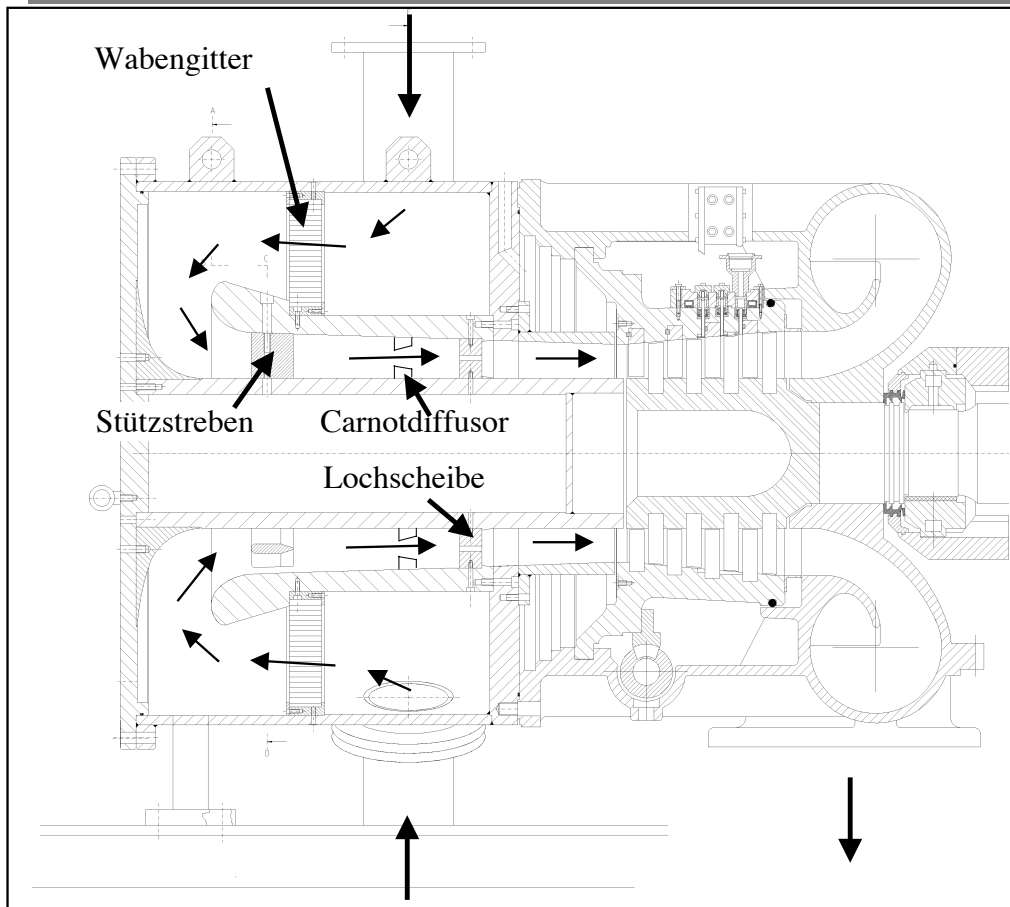 Wabengitter
A
C
Stützstreben
Carnotdiffusor
Lochscheibe